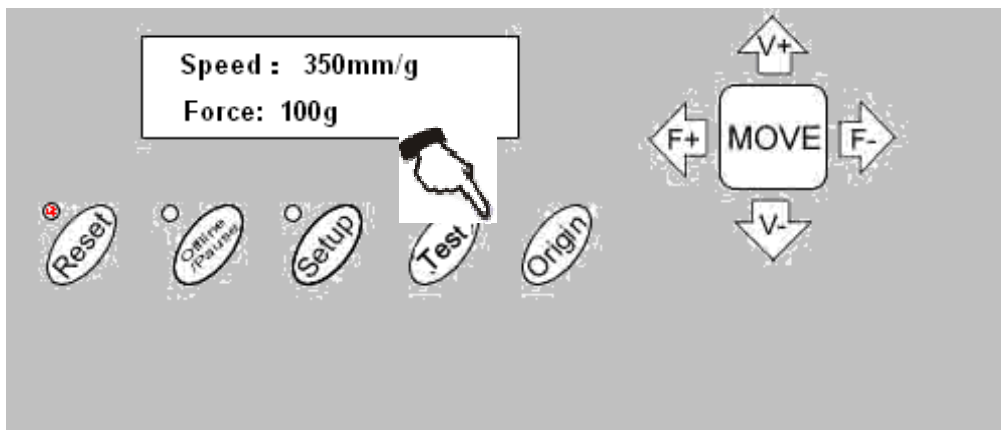 Speed : 350mm/g
Force: 100g
V+
F+ MOVE F-
V-
Reset
Offline
/Pause
Setup
Test
Origin